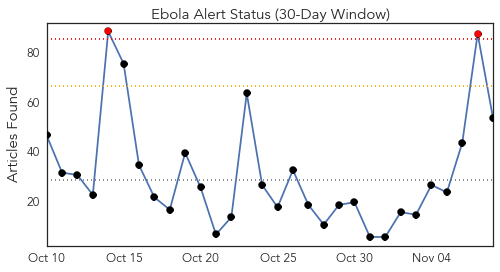 Ebola Alert Status (30-Day Window)
Articles Found
80
60
40
20
Oct 10 Oct 15 Oct 20 Oct 25 Oct 30 Nov 04